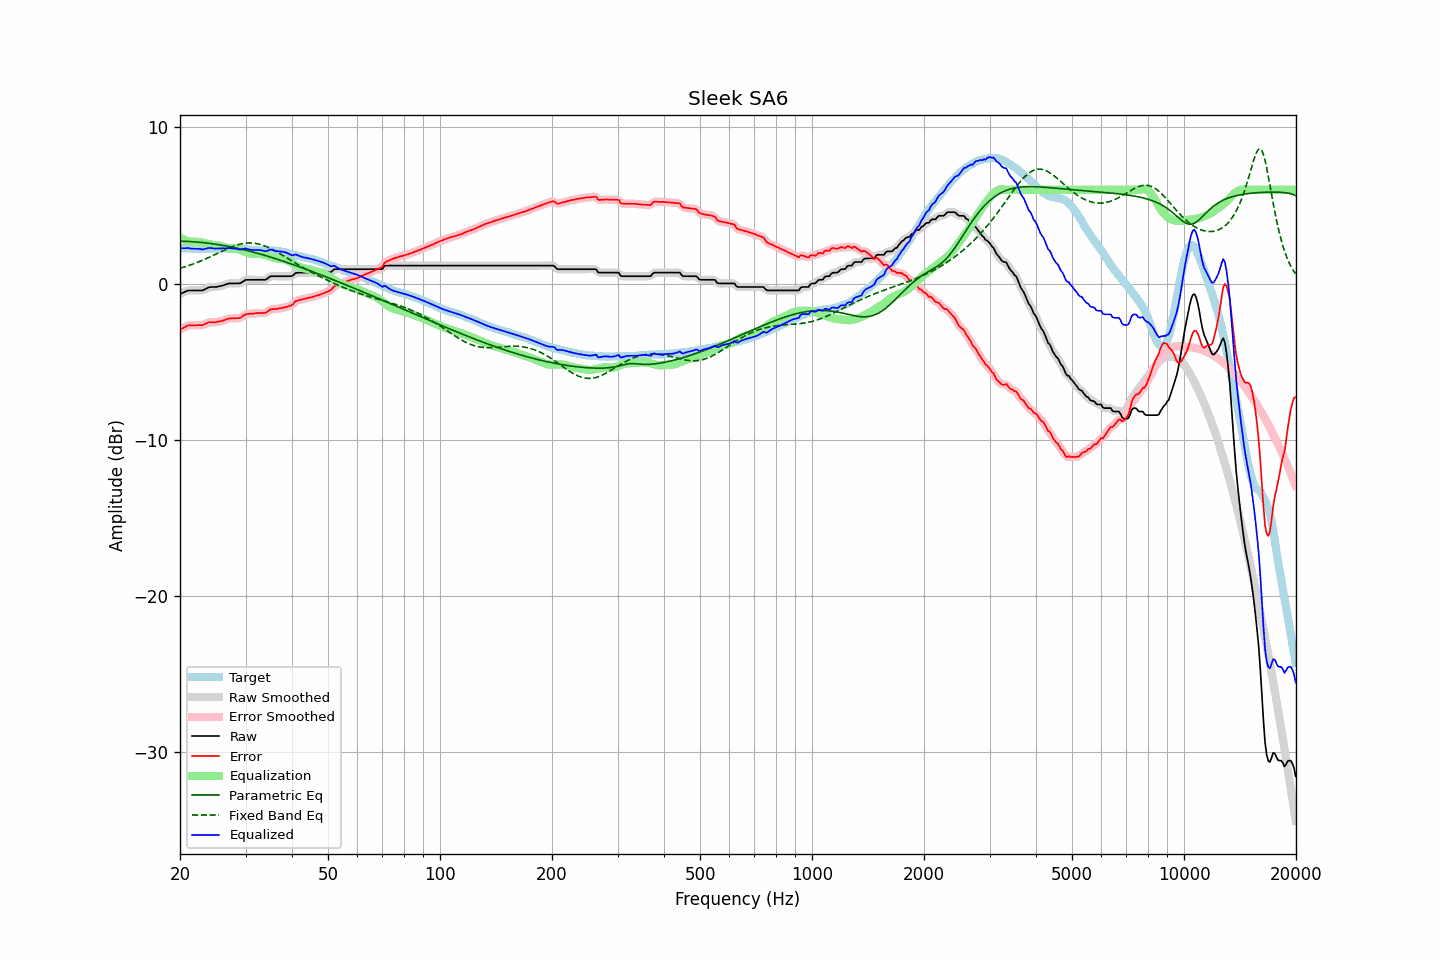 Sleek SA6
10
0
−10
−20
−30
Amplitude (dBr)
Target
Raw Smoothed
Error Smoothed
Raw
Error
Equalization
Parametric Eq
Fixed Band Eq
Equalized
20
50
100
200
500
1000
2000
5000
10000
20000
Frequency (Hz)